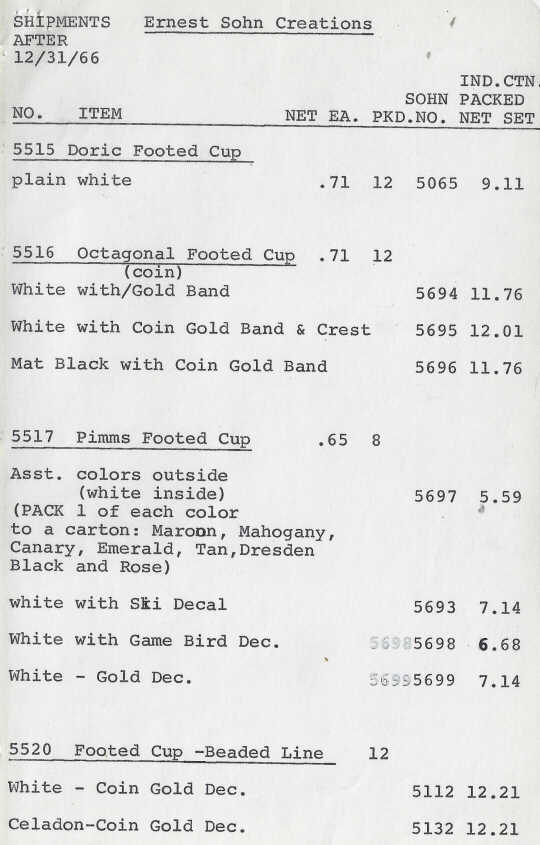 SHIPMENTS Ernest Sohn Creations
AFTER
12/31/66
IND.CTN.
SOHN PACKED
NO. ITEM NET EA. PKD.NO. NET SET
5515 Doric Footed Cup
plain white .71 12 5065 9.11
5516 Octagonal Footed Cup .71 12
(coin)
White with/Gold Band 5694 11.76
White with Coin Gold Band & Crest 5695 12.01
Mat Black with Coin Gold Band 5696 11.76
5517 Pimms Footed Cup .65 8
Asst. colors outside
(white inside) 5697 5.59
(PACK 1 of each color
to a carton: Maroon, Mahogany,
Canary, Emerald, Tan,Dresden
Black and Rose)
white with Ski Decal 5693 7.14
White with Game Bird Dec. 56985698 6.68
White - Gold Dec. 56995699 7.14
5520 Footed Cup -Beaded Line 12
White - Coin Gold Dec. 5112 12.21
Celadon-Coin Gold Dec. 5132 12.21